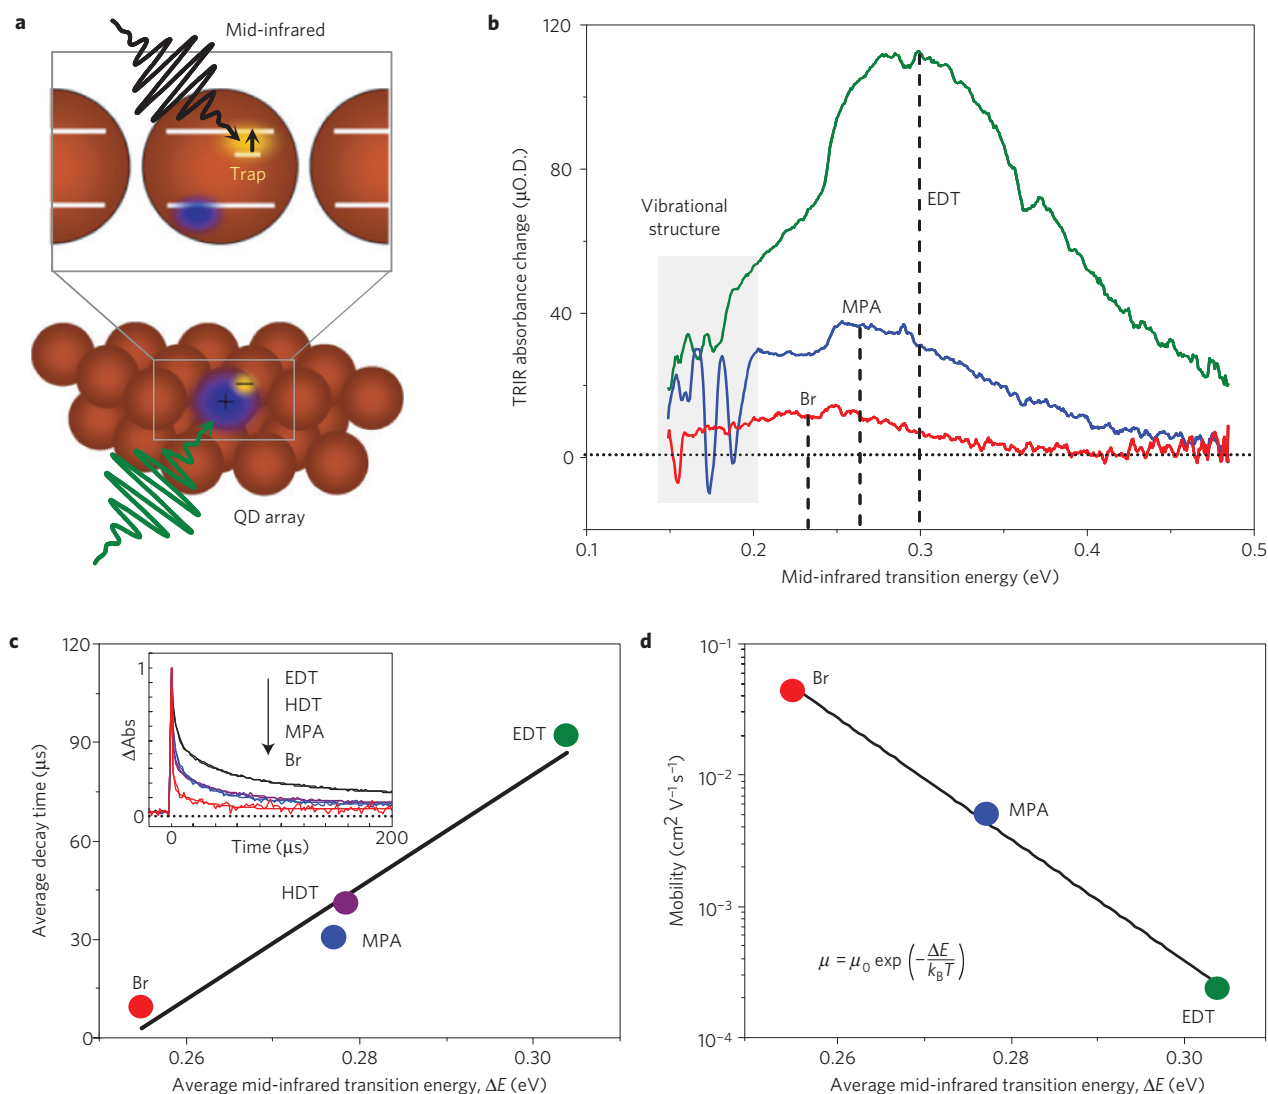 a
Mid-infrared
Trap
QD array
b
TRIR absorbance change (μO.D.)
120
80
40
0
Vibrational
structure
EDT
MPA
Br
0.1
0.2
0.3
0.4
0.5
Mid-infrared transition energy (eV)
c
Average decay time (μs)
120
90
60
30
0
ΔAbs
1
0
EDT
HDT
MPA
Br
0
200
Time (μs)
EDT
HDT
MPA
Br
0.26
0.28
0.30
Average mid-infrared transition energy, ΔE (eV)
d
Mobility (cm² V⁻¹ s⁻¹)
10⁻¹
10⁻²
10⁻³
10⁻⁴
Br
MPA
EDT
μ = μ₀ exp (−ΔE/k_BT)
0.26
0.28
0.30
Average mid-infrared transition energy, ΔE (eV)